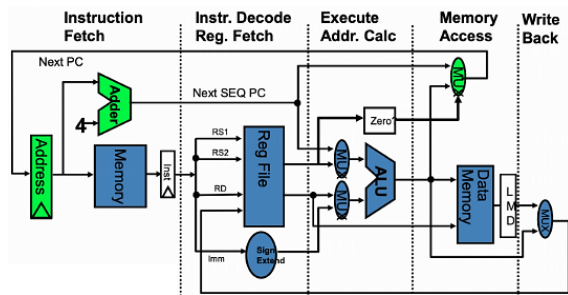 Instruction
Fetch
Instr. Decode
Reg. Fetch
Execute
Addr. Calc
Memory
Access
Write
Back
Next PC
Next SEQ PC
Adder
4
Address
Memory
Inst
RS1
RS2
RD
Imm
Reg File
Sign
Extend
Zero?
MUX
MUX
MUX
ALU
Data
Memory
L
M
D
MUX